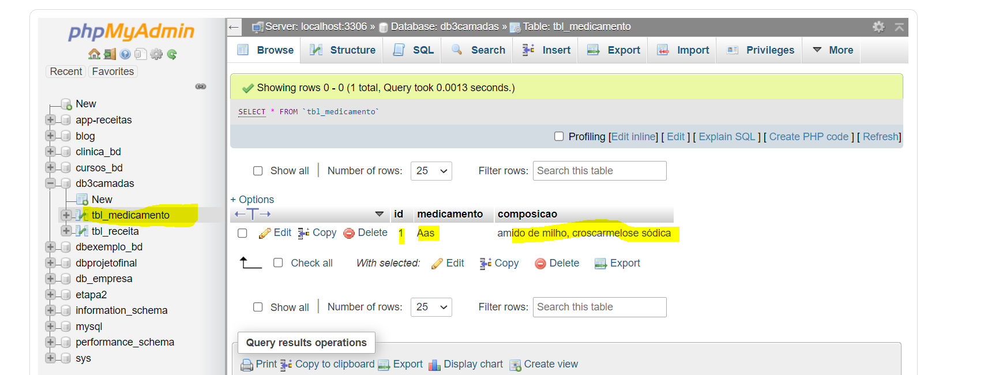 phpMyAdmin
Recent Favorites
New
app-receitas
blog
clinica_bd
cursos_bd
db3camadas
New
tbl_medicamento
tbl_receita
dbexemplo_bd
dbprojetofinal
db_empresa
etapa2
information_schema
mysql
performance_schema
sys
Server: localhost:3306 » Database: db3camadas » Table: tbl_medicamento
Browse Structure SQL Search Insert Export Import Privileges More
Showing rows 0 - 0 (1 total, Query took 0.0013 seconds.)
SELECT * FROM `tbl_medicamento`
Profiling [Edit inline] [ Edit ] [ Explain SQL ] [ Create PHP code ] [ Refresh]
Show all | Number of rows: 25 Filter rows: Search this table
+ Options
←T→ id medicamento composicao
Edit Copy Delete 1 Aas amido de milho, croscarmelose sódica
Check all With selected: Edit Copy Delete Export
Show all | Number of rows: 25 Filter rows: Search this table
Query results operations
Print Copy to clipboard Export Display chart Create view